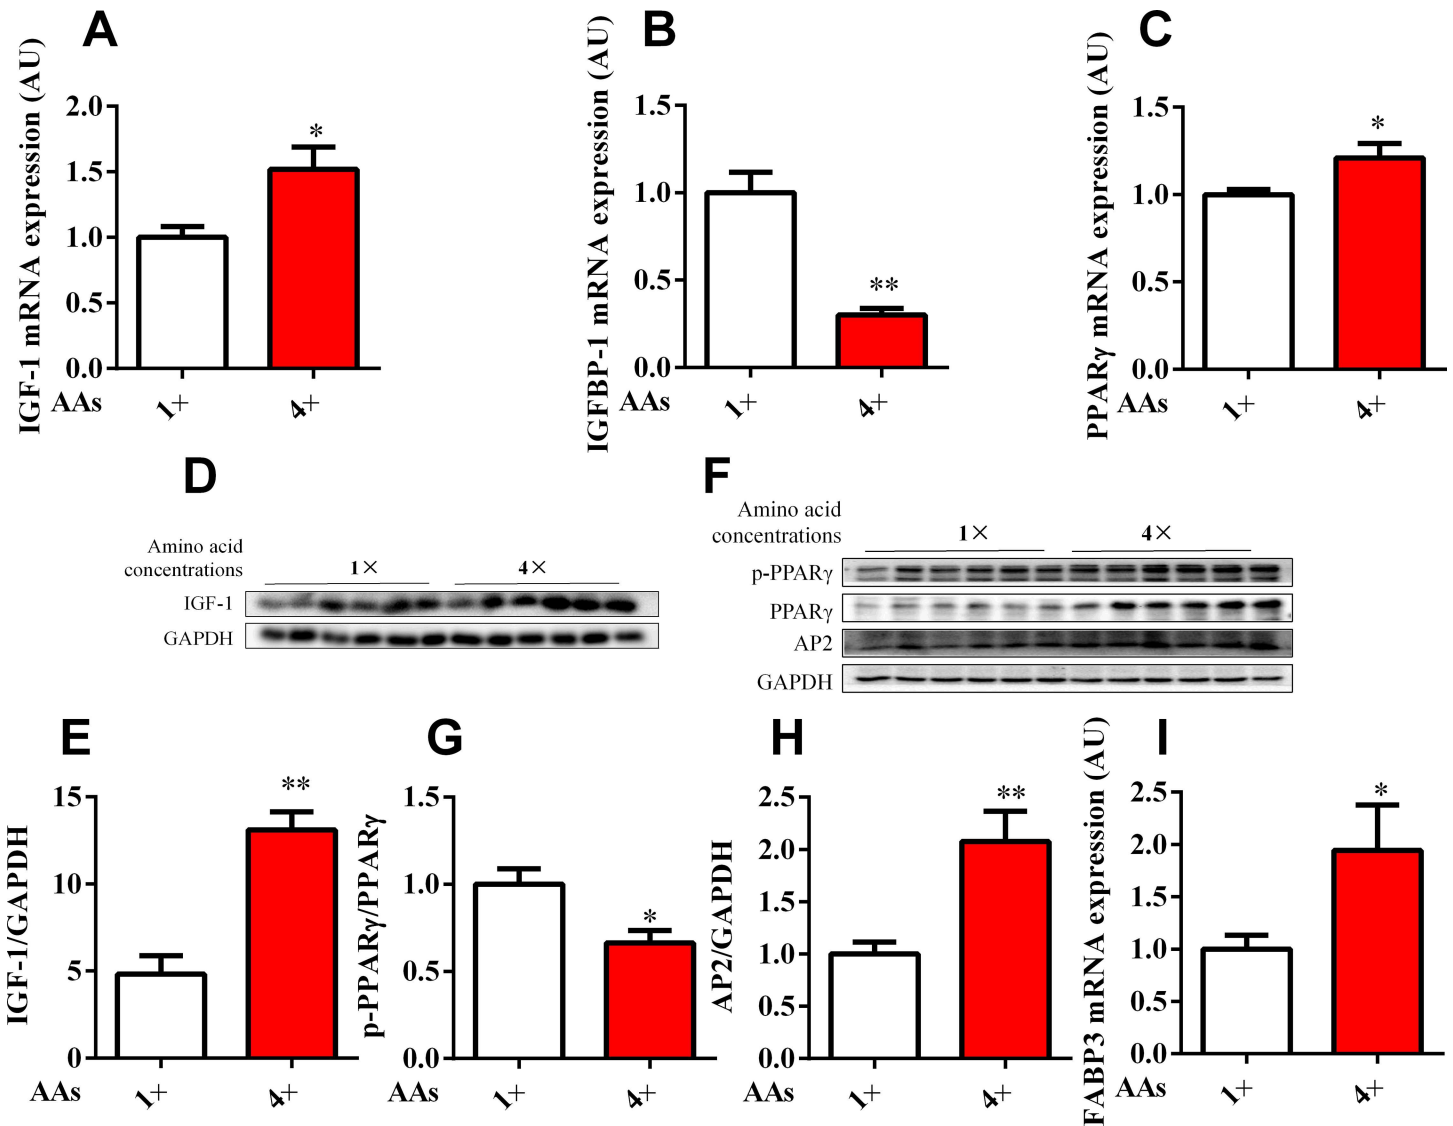 A
IGF-1 mRNA expression (AU)
2.0
1.5
1.0
0.5
0.0
*
AAs
1+
4+
B
IGFBP-1 mRNA expression (AU)
1.5
1.0
0.5
0.0
**
AAs
1+
4+
C
PPARγ mRNA expression (AU)
1.5
1.0
0.5
0.0
*
AAs
1+
4+
D
Amino acid
concentrations
1×
4×
IGF-1
GAPDH
F
Amino acid
concentrations
1×
4×
p-PPARγ
PPARγ
AP2
GAPDH
E
IGF-1/GAPDH
15
10
5
0
**
AAs
1+
4+
G
p-PPARγ/PPARγ
1.5
1.0
0.5
0.0
*
AAs
1+
4+
H
AP2/GAPDH
2.5
2.0
1.5
1.0
0.5
0.0
**
AAs
1+
4+
I
FABP3 mRNA expression (AU)
2.5
2.0
1.5
1.0
0.5
0.0
*
AAs
1+
4+